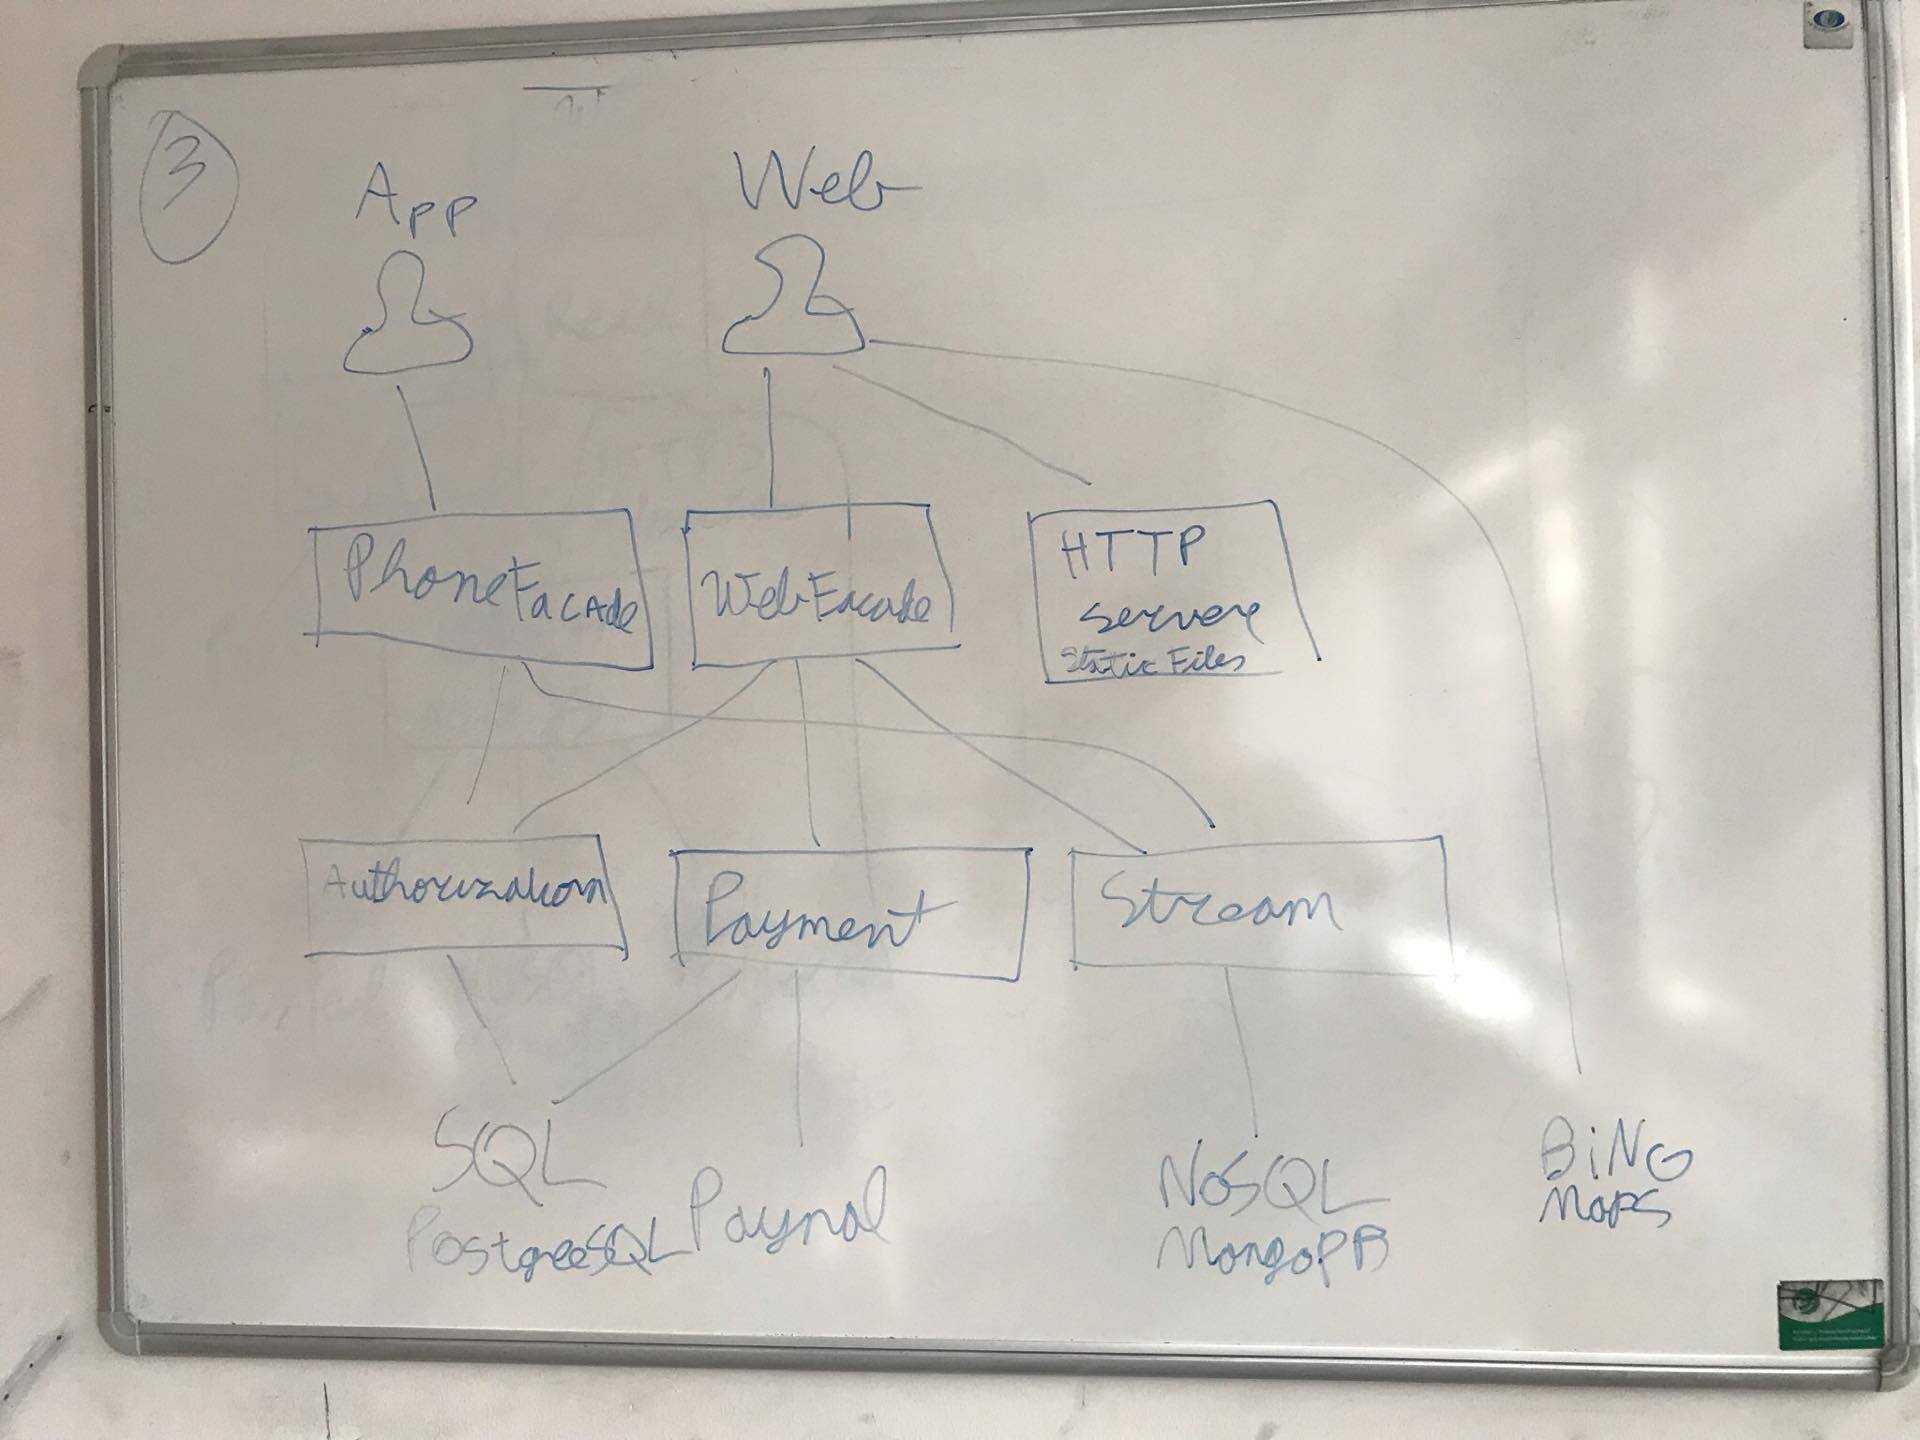 3
App
Web
PhoneFacade
WebFacade
HTTP
Server
Static Files
Authorization
Payment
Stream
SQL
PostgreeSQL
Paynal
NoSQL
MongoDB
BiNG
Maps